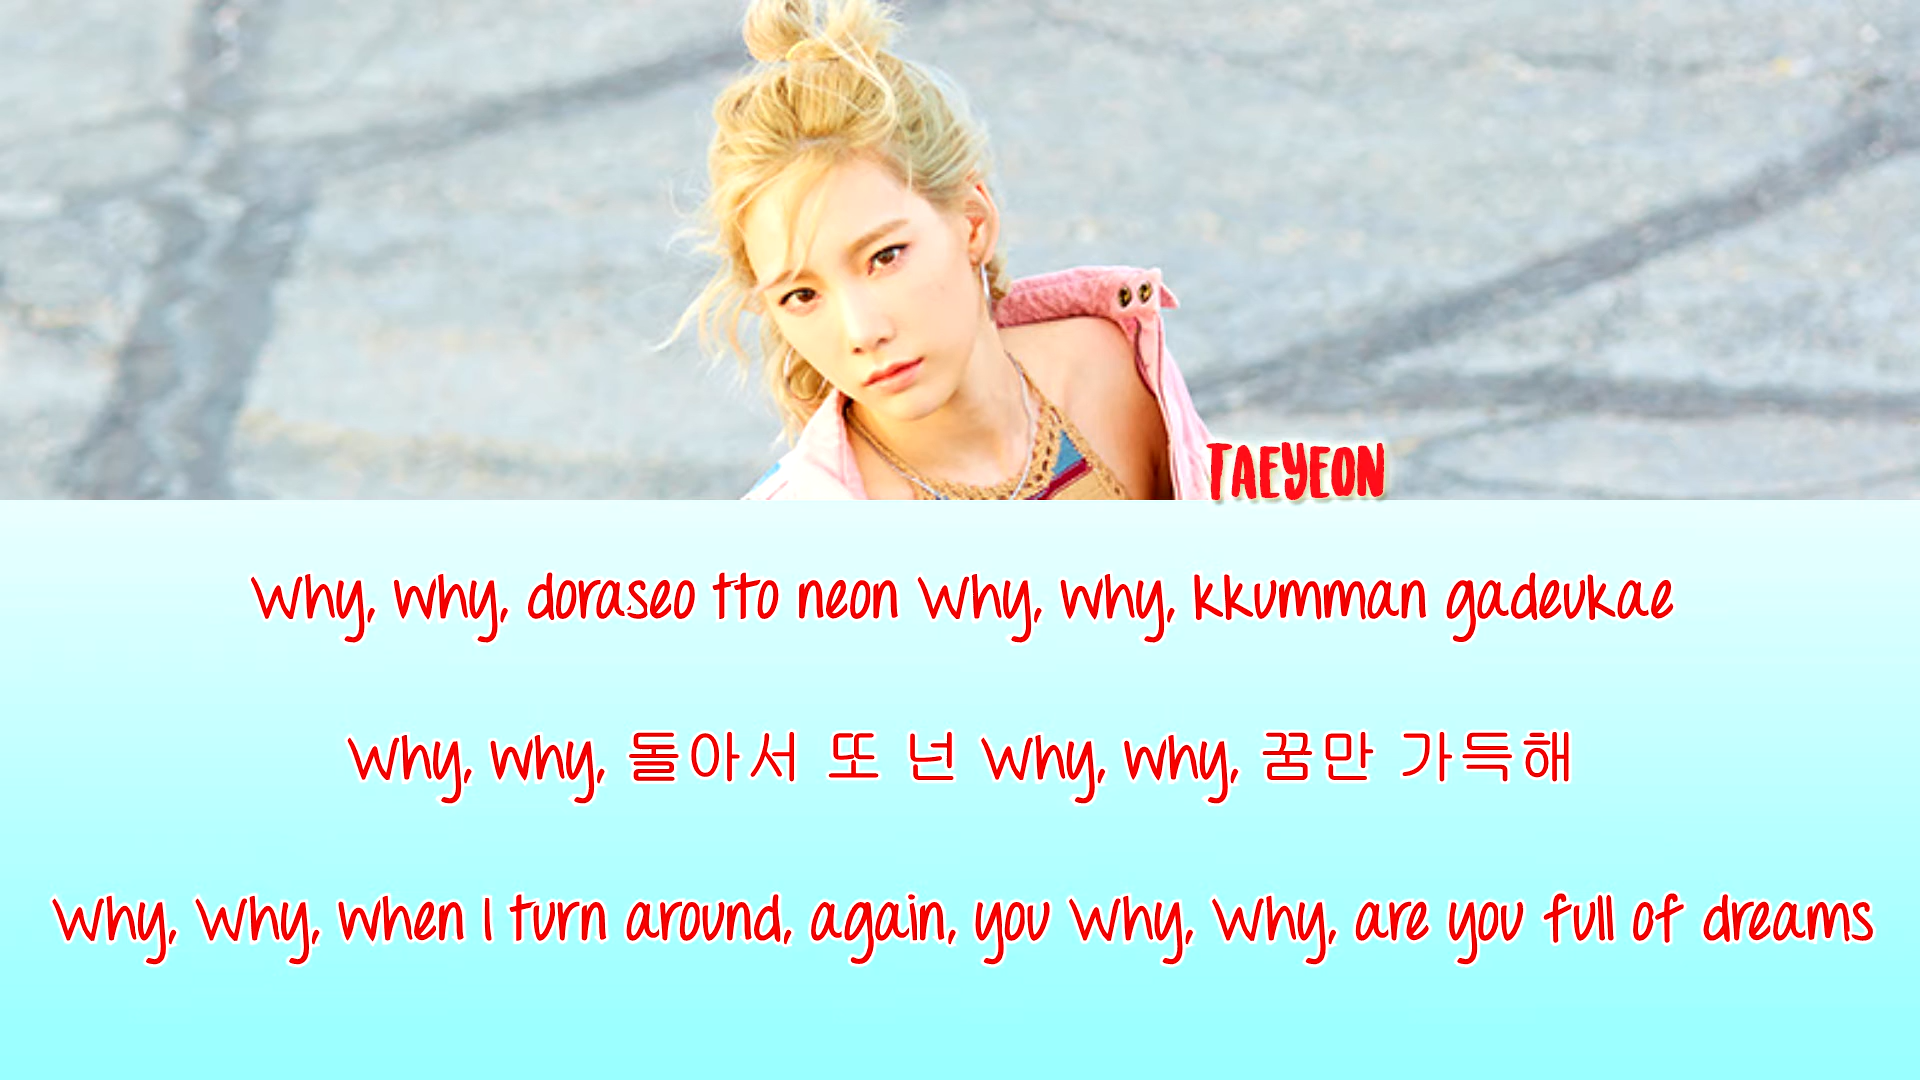 TAEYEON
Why, Why, doraseo tto neon Why, Why, kkumman gadeukae
Why, Why, 돌아서 또 넌 Why, Why, 꿈만 가득해
Why, Why, when I turn around, again, you Why, Why, are you full of dreams